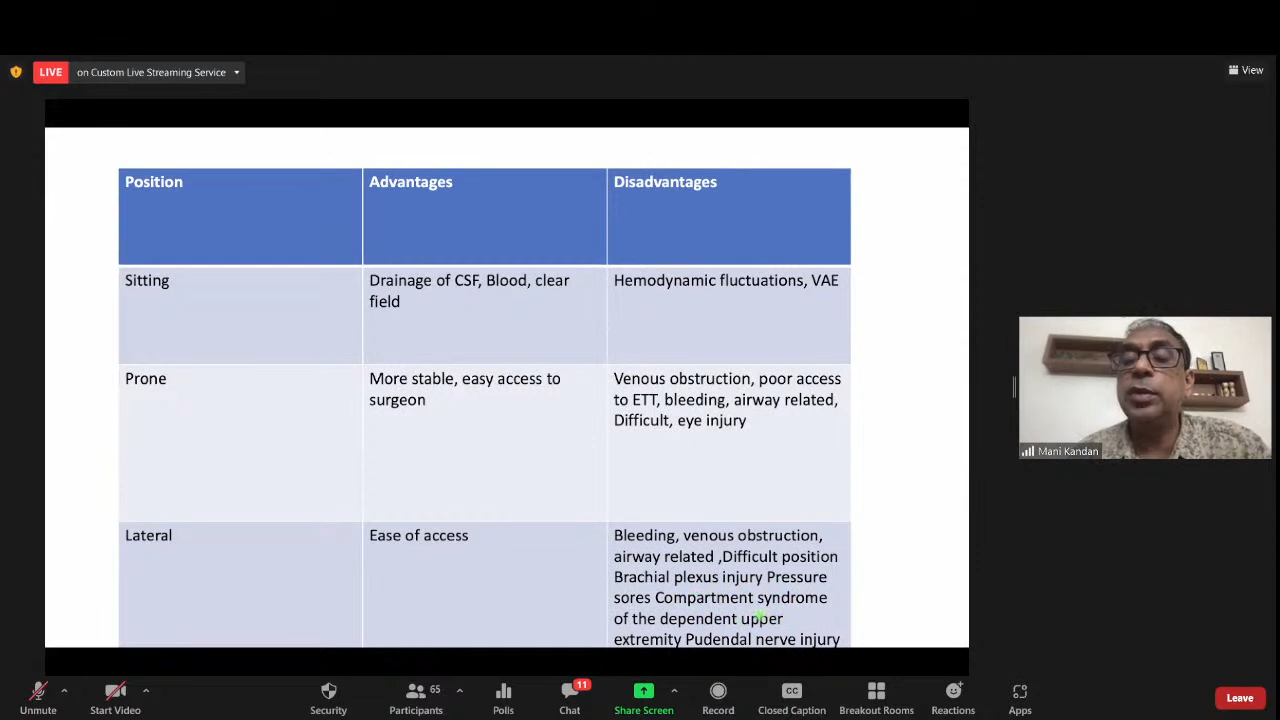 LIVE on Custom Live Streaming Service
View
Position Advantages Disadvantages
Sitting
Drainage of CSF, Blood, clear
field
Hemodynamic fluctuations, VAE
Prone
More stable, easy access to
surgeon
Venous obstruction, poor access
to ETT, bleeding, airway related,
Difficult, eye injury
Lateral
Ease of access
Bleeding, venous obstruction,
airway related ,Difficult position
Brachial plexus injury Pressure
sores Compartment syndrome
of the dependent upper
extremity Pudendal nerve injury
Mani Kandan
65
11
CC
Unmute
Start Video
Security
Participants
Polls
Chat
Share Screen
Record
Closed Caption
Breakout Rooms
Reactions
Apps
Leave